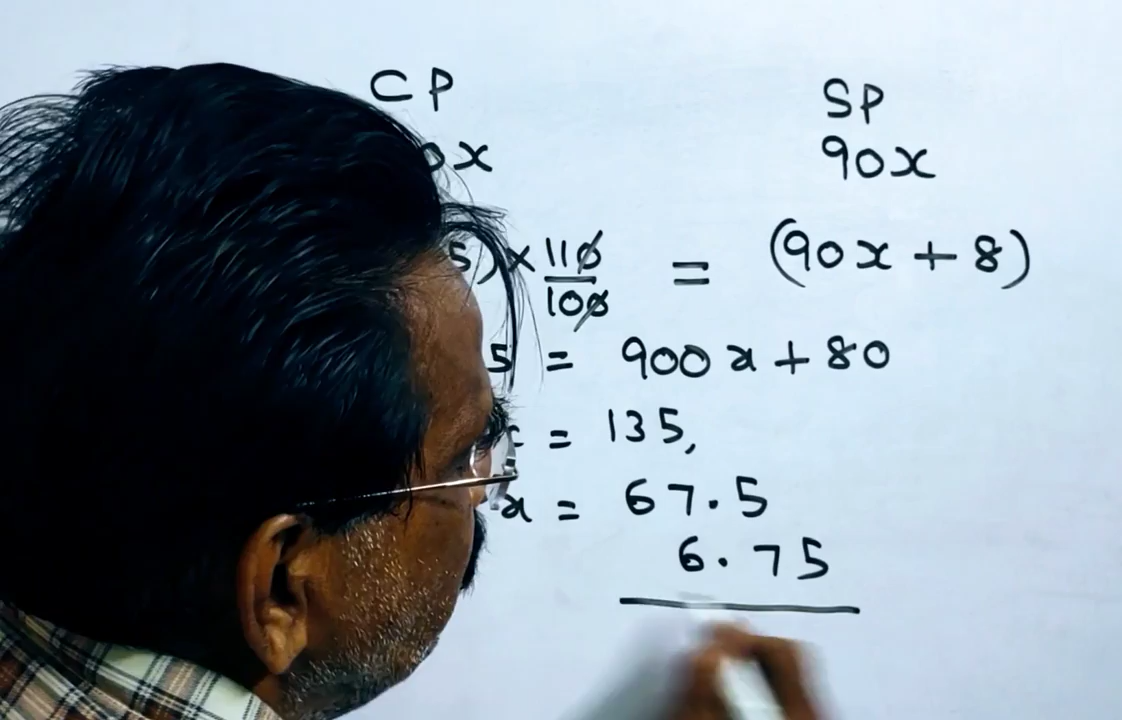 CP SP
0x 90x
5) × 110/100 = (90x + 8)
5 = 900x + 80
= 135,
x = 67.5
6.75